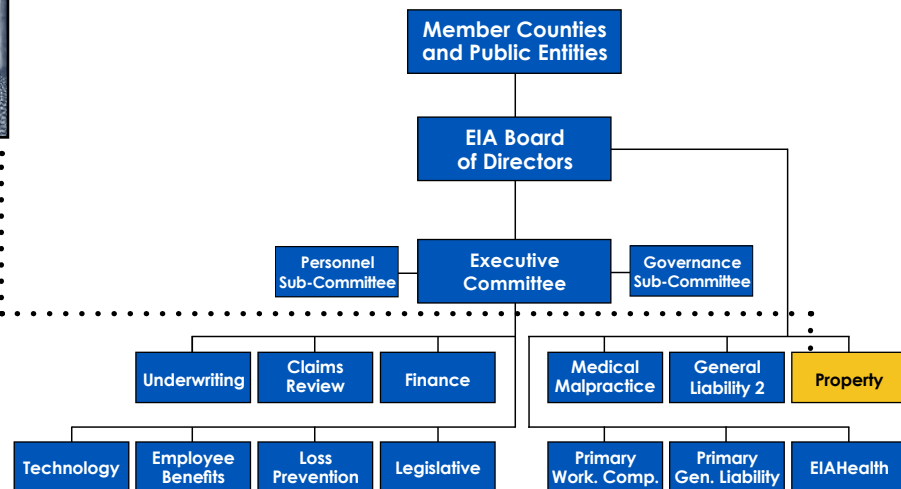 Member Counties
and Public Entities
EIA Board
of Directors
Personnel
Sub-Committee
Executive
Committee
Governance
Sub-Committee
Underwriting
Claims
Review
Finance
Medical
Malpractice
General
Liability 2
Property
Technology
Employee
Benefits
Loss
Prevention
Legislative
Primary
Work. Comp.
Primary
Gen. Liability
EIAHealth